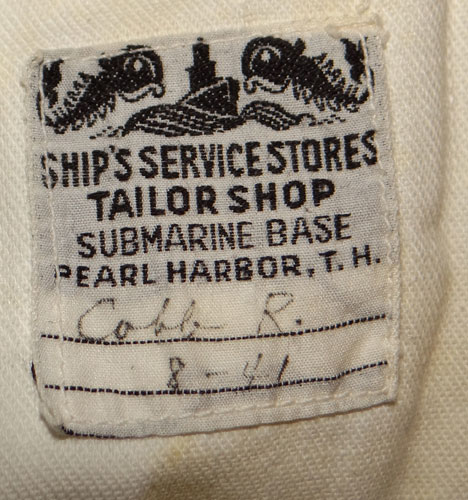 SHIP'S SERVICE STORES
TAILOR SHOP
SUBMARINE BASE
PEARL HARBOR, T. H.
Cobb R.
8-41